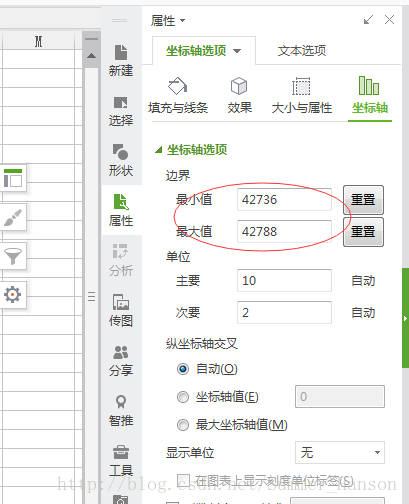 M
属性
坐标轴选项
文本选项
新建
选择
形状
属性
分析
传图
分享
智推
工具
填充与线条
效果
大小与属性
坐标轴
坐标轴选项
边界
最小值 42736 重置
最大值 42788 重置
单位
主要 10 自动
次要 2 自动
纵坐标轴交叉
自动(O)
坐标轴值(E) 0
最大坐标轴值(M)
显示单位 无
在图表上显示刻度单位标签(S)